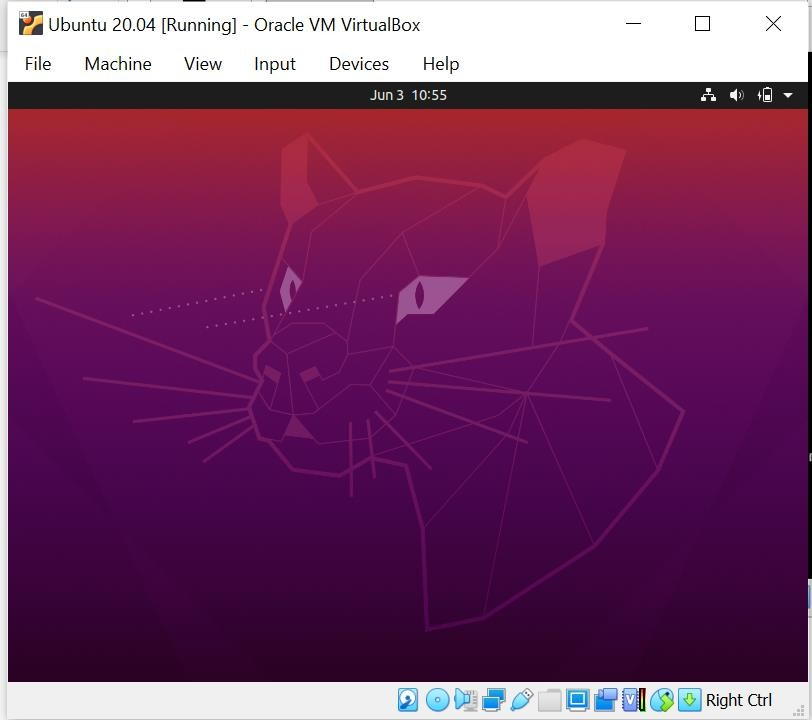 Ubuntu 20.04 [Running] - Oracle VM VirtualBox
File Machine View Input Devices Help
Jun 3 10:55
Right Ctrl